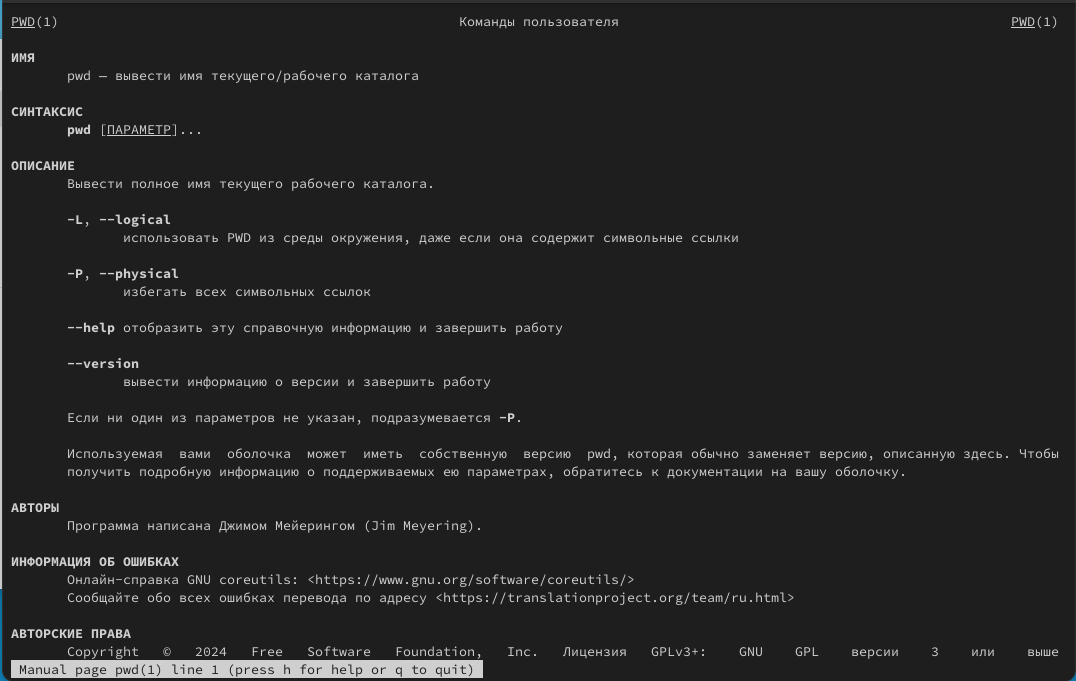 PWD(1) Команды пользователя PWD(1)
ИМЯ
pwd — вывести имя текущего/рабочего каталога
СИНТАКСИС
pwd [ПАРАМЕТР]...
ОПИСАНИЕ
Вывести полное имя текущего рабочего каталога.
-L, --logical
использовать PWD из среды окружения, даже если она содержит символьные ссылки
-P, --physical
избегать всех символьных ссылок
--help отобразить эту справочную информацию и завершить работу
--version
вывести информацию о версии и завершить работу
Если ни один из параметров не указан, подразумевается -P.
Используемая вами оболочка может иметь собственную версию pwd, которая обычно заменяет версию, описанную здесь. Чтобы
получить подробную информацию о поддерживаемых ею параметрах, обратитесь к документации на вашу оболочку.
АВТОРЫ
Программа написана Джимом Мейерингом (Jim Meyering).
ИНФОРМАЦИЯ ОБ ОШИБКАХ
Онлайн-справка GNU coreutils: <https://www.gnu.org/software/coreutils/>
Сообщайте обо всех ошибках перевода по адресу <https://translationproject.org/team/ru.html>
АВТОРСКИЕ ПРАВА
Copyright © 2024 Free Software Foundation, Inc. Лицензия GPLv3+: GNU GPL версии 3 или выше
Manual page pwd(1) line 1 (press h for help or q to quit)